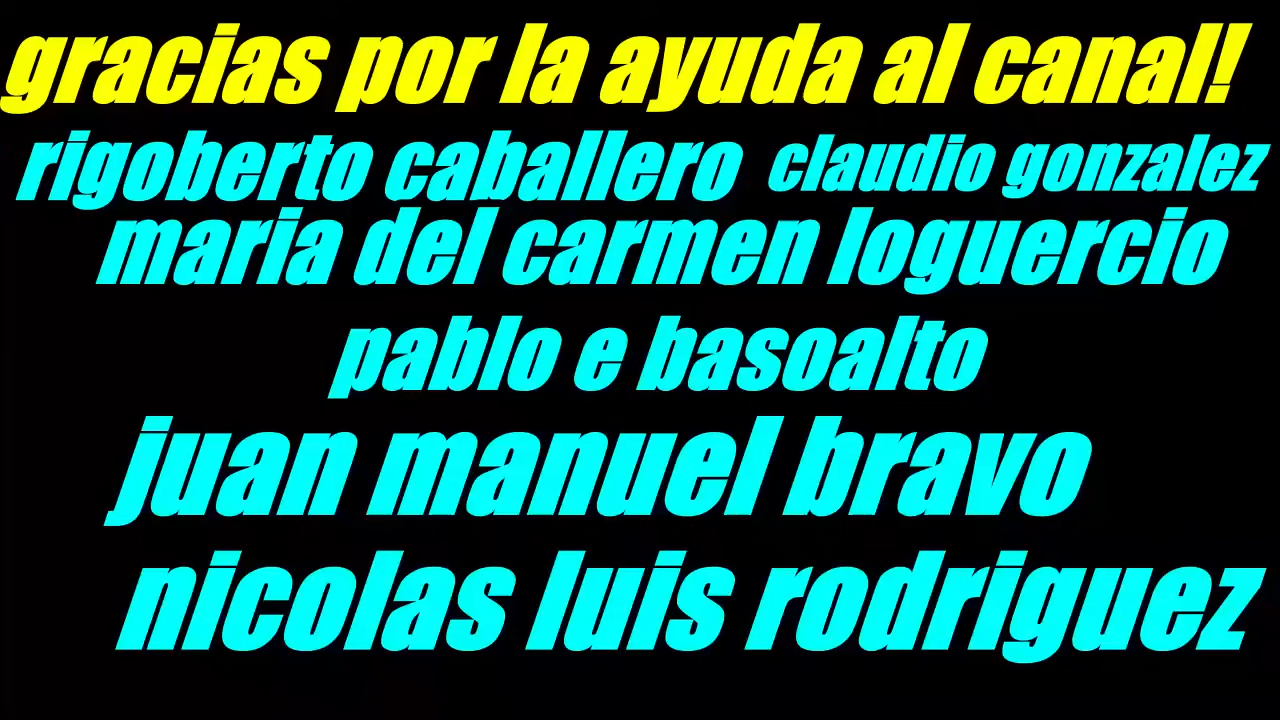 gracias por la ayuda al canal!
rigoberto caballero claudio gonzalez
maria del carmen loguercio
pablo e basoalto
juan manuel bravo
nicolas luis rodriguez